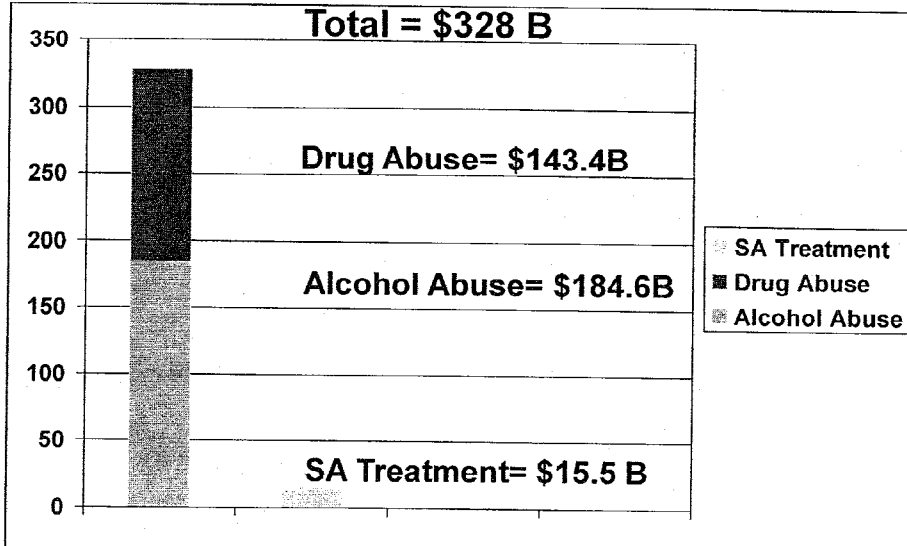 Total = $328 B
350
300
250
200
150
100
50
0
Drug Abuse= $143.4B
Alcohol Abuse= $184.6B
SA Treatment= $15.5 B
SA Treatment
Drug Abuse
Alcohol Abuse